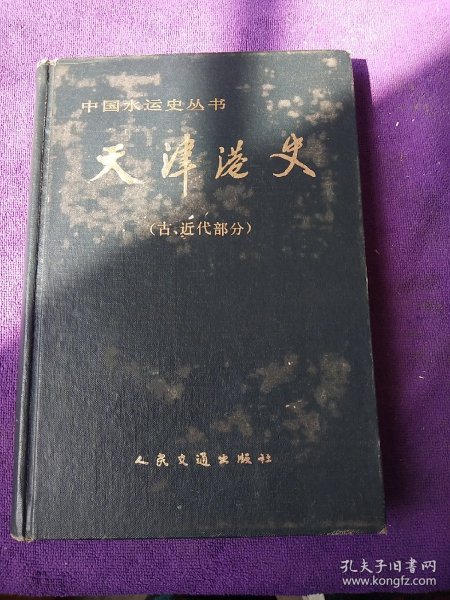 中国水运史丛书
天津港史
(古、近代部分)
人民交通出版社
孔夫子旧书网
www.kongfz.com